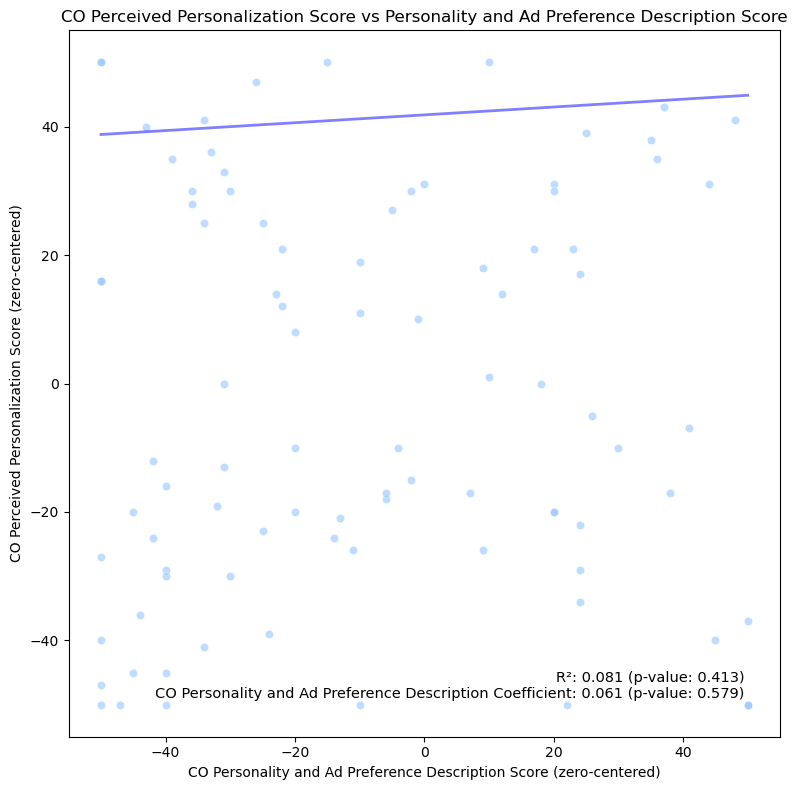 CO Perceived Personalization Score vs Personality and Ad Preference Description Score
CO Perceived Personalization Score (zero-centered)
40
20
0
−20
−40
R²: 0.081 (p-value: 0.413)
CO Personality and Ad Preference Description Coefficient: 0.061 (p-value: 0.579)
−40 −20 0 20 40
CO Personality and Ad Preference Description Score (zero-centered)